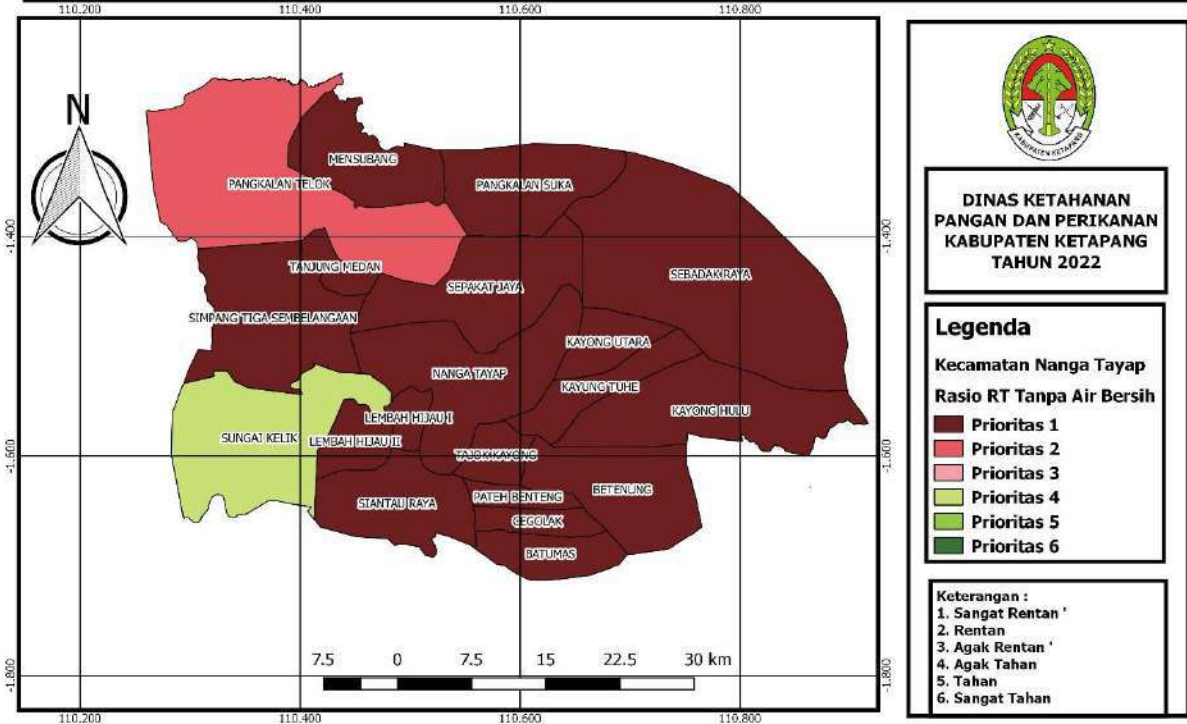 110.200 110.400 110.600 110.800
N
MENSUBANG
PANGKALAN TELOK
PANGKALAN SUKA
-1.400 -1.400
TANJUNG MEDAN
SEBADAK RAYA
SEPAKAT JAYA
SIMPANG TIGA SEMBELANGAAN
KAYONG UTARA
NANGA TAYAP
KAYUNG TUHE
KAYONG HULU
LEMBAH HIJAU I
SUNGAI KELIK
LEMBAH HIJAU II
-1.600 -1.600
TAJOK KAYONG
BETENUNG
PATEH BENTENG
SIANTAU RAYA
CEGOLAK
BATUMAS
7.5 0 7.5 15 22.5 30 km
-1.800 -1.800
110.200 110.400 110.600 110.800
KABUPATEN KETAPANG
DINAS KETAHANAN
PANGAN DAN PERIKANAN
KABUPATEN KETAPANG
TAHUN 2022
Legenda
Kecamatan Nanga Tayap
Rasio RT Tanpa Air Bersih
Prioritas 1
Prioritas 2
Prioritas 3
Prioritas 4
Prioritas 5
Prioritas 6
Keterangan :
1. Sangat Rentan '
2. Rentan
3. Agak Rentan '
4. Agak Tahan
5. Tahan
6. Sangat Tahan